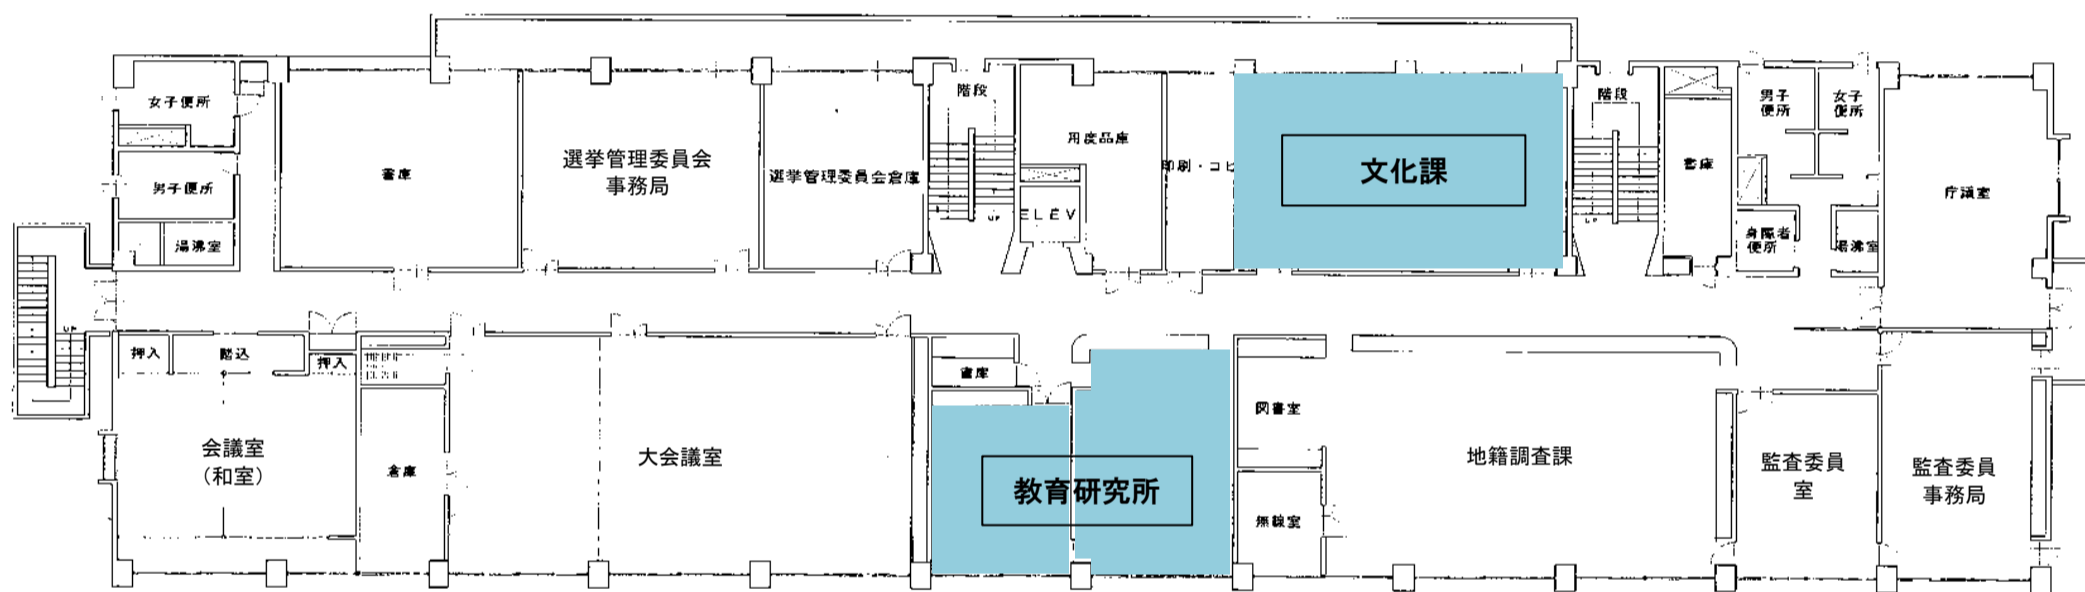 女子便所
男子便所
湯沸室
書庫
選挙管理委員会
事務局
選挙管理委員会倉庫
階段
UP
用度品庫
ELEV
印刷・コピ
文化課
階段
UP
書庫
男子
便所
女子
便所
身障者
便所
湯沸室
庁議室
UP
押入
踏込
押入
会議室
（和室）
倉庫
大会議室
書庫
教育研究所
図書室
無線室
地籍調査課
監査委員
室
監査委員
事務局